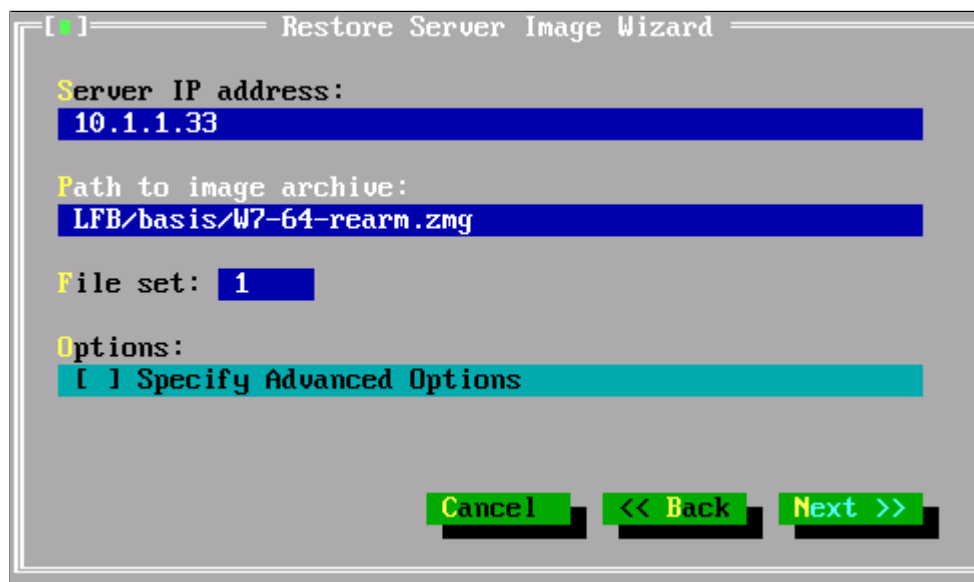 [■] Restore Server Image Wizard
Server IP address:
10.1.1.33
Path to image archive:
LFB/basis/W7-64-rearm.zmg
File set: 1
Options:
[ ] Specify Advanced Options
Cancel << Back Next >>